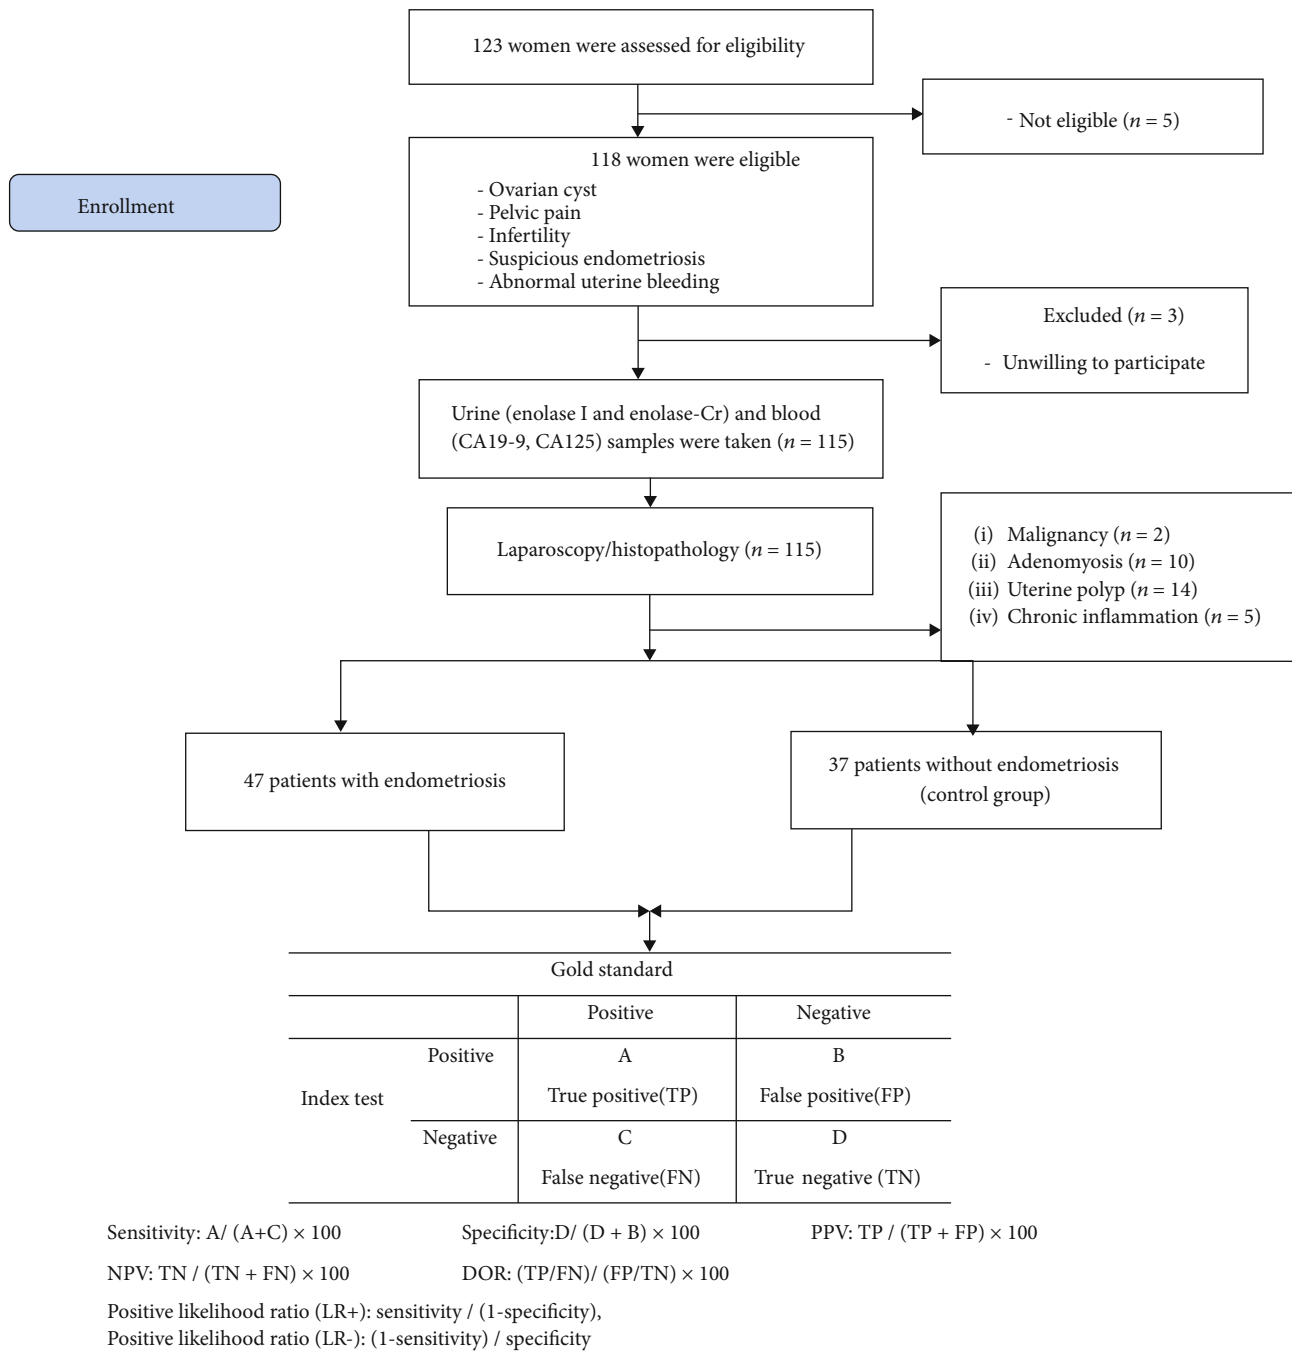 123 women were assessed for eligibility
- Not eligible (n = 5)
118 women were eligible
- Ovarian cyst
- Pelvic pain
- Infertility
- Suspicious endometriosis
- Abnormal uterine bleeding
Enrollment
Excluded (n = 3)
- Unwilling to participate
Urine (enolase I and enolase-Cr) and blood
(CA19-9, CA125) samples were taken (n = 115)
Laparoscopy/histopathology (n = 115)
(i) Malignancy (n = 2)
(ii) Adenomyosis (n = 10)
(iii) Uterine polyp (n = 14)
(iv) Chronic inflammation (n = 5)
47 patients with endometriosis
37 patients without endometriosis
(control group)
Gold standard
Positive Negative
Positive A B
True positive(TP) False positive(FP)
Index test
Negative C D
False negative(FN) True negative (TN)
Sensitivity: A/ (A+C) × 100 Specificity:D/ (D + B) × 100 PPV: TP / (TP + FP) × 100
NPV: TN / (TN + FN) × 100 DOR: (TP/FN)/ (FP/TN) × 100
Positive likelihood ratio (LR+): sensitivity / (1-specificity),
Positive likelihood ratio (LR-): (1-sensitivity) / specificity